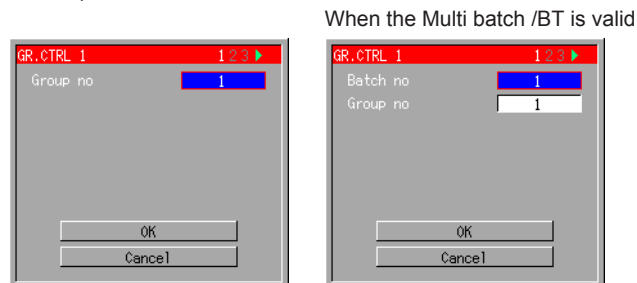 When the Multi batch /BT is valid
GR.CTRL 1 1 2 3
Group no 1
OK
Cancel
GR.CTRL 1 1 2 3
Batch no 1
Group no 1
OK
Cancel